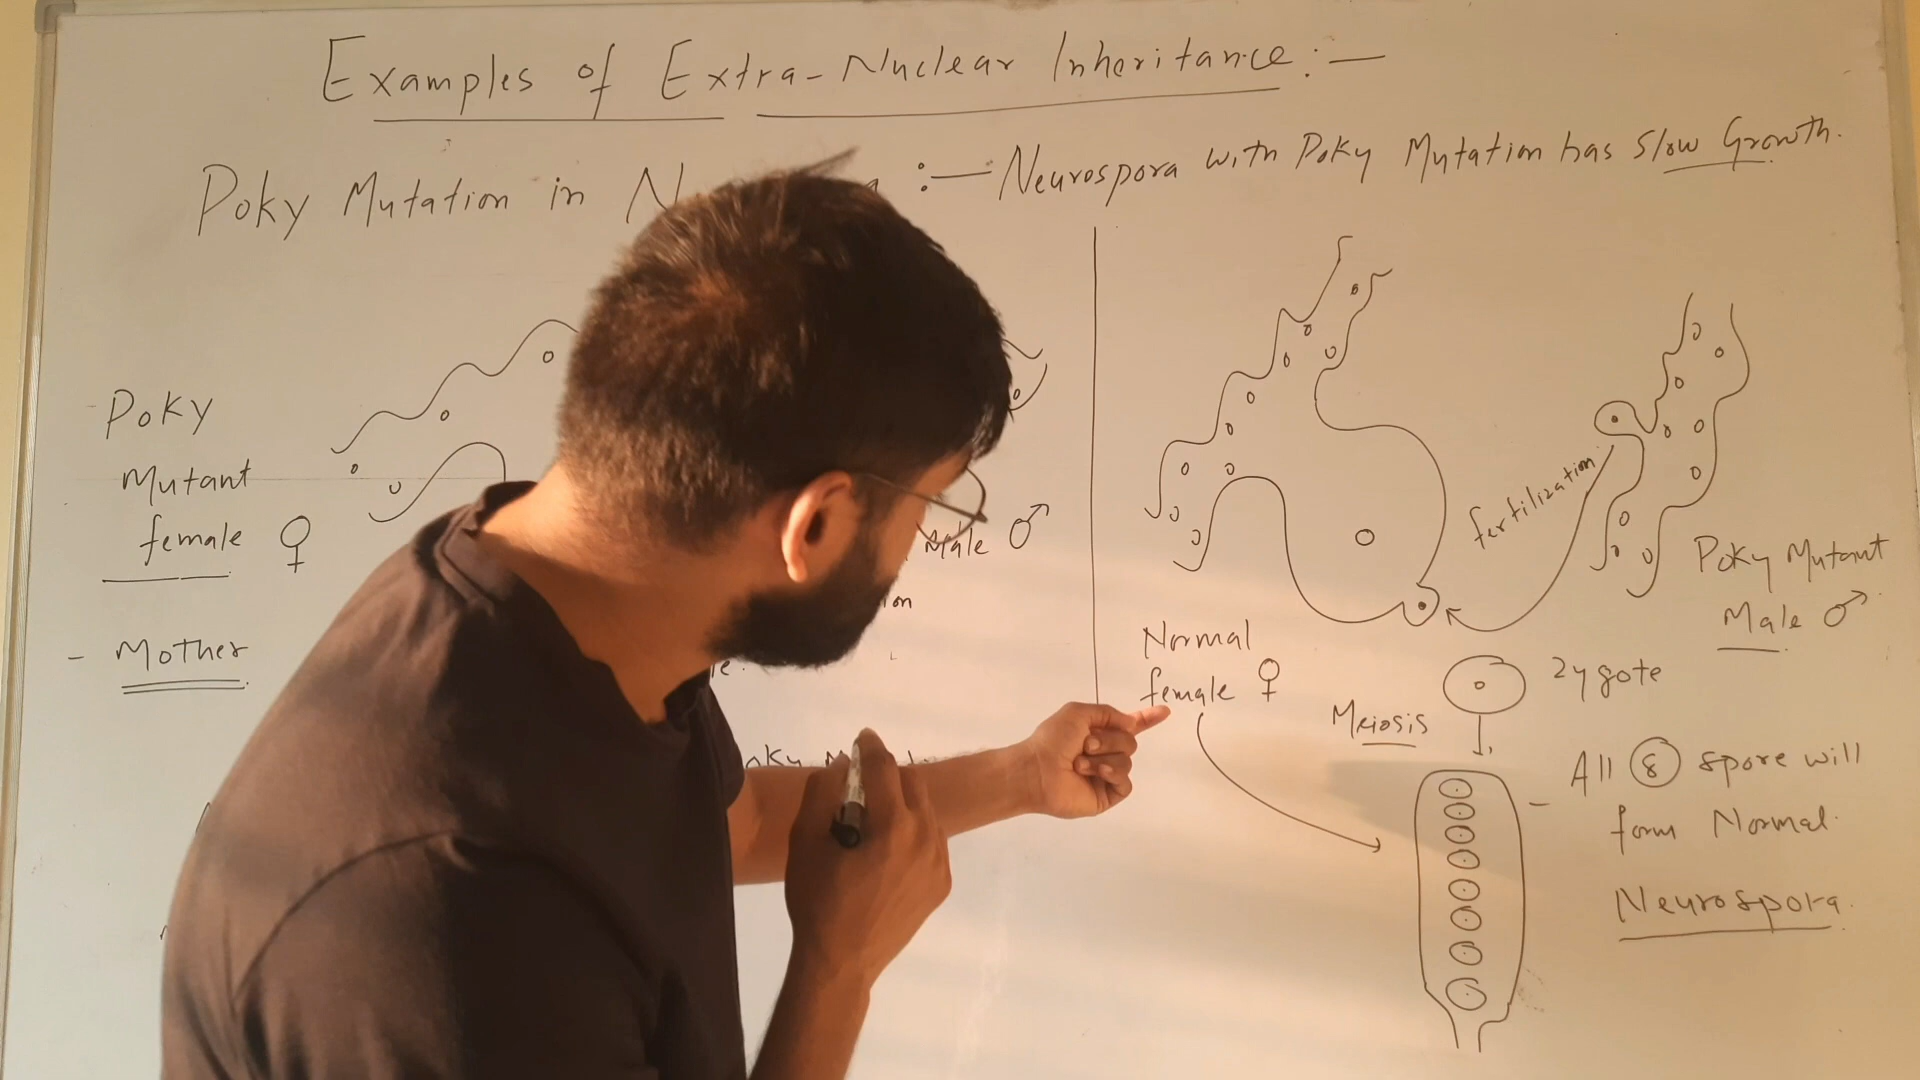 Examples of Extra-Nuclear Inheritance:-
Poky Mutation in :- Neurospora with Poky Mutation has Slow Growth.
Poky
Mutant
female ♀
- Mother
Male ♂
fertilization
Normal
female ♀
Poky Mutant
Male ♂
Zygote
Meiosis
- All 8 spore will
form Normal.
Neurospora.